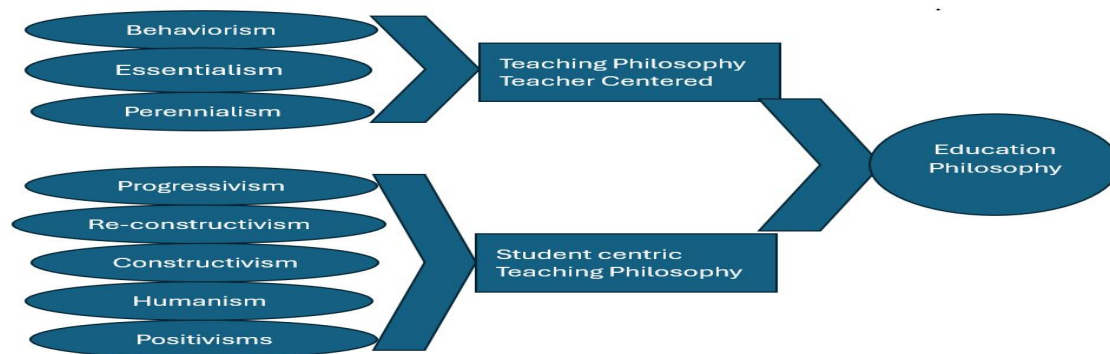 Behaviorism
Essentialism
Perennialism
Teaching Philosophy
Teacher Centered
Progressivism
Re-constructivism
Constructivism
Humanism
Positivisms
Student centric
Teaching Philosophy
Education
Philosophy